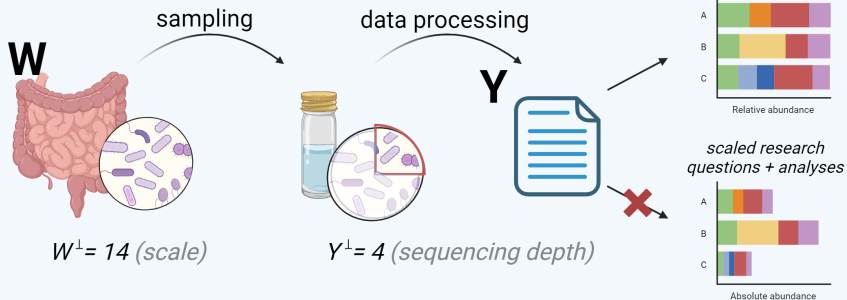 sampling
data processing
W
Y
W⊥= 14 (scale)
Y⊥= 4 (sequencing depth)
A
B
C
Relative abundance
scaled research
questions + analyses
A
B
C
Absolute abundance